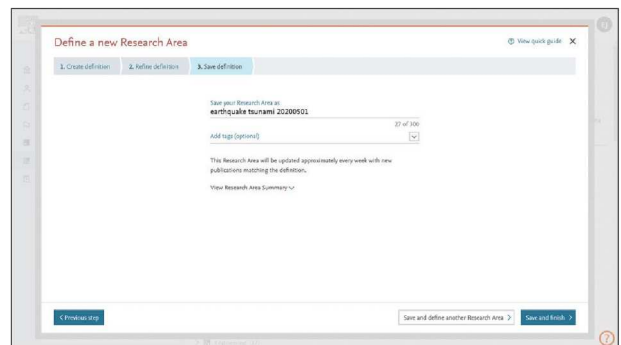 Define a new Research Area
View quick guide X
1. Create definition 2. Refine definition 3. Save definition
Save your Research Area as
earthquake tsunami 20200501
27 of 100
Add tags (optional)
This Research Area will be updated approximately every week with new
publications matching the definition.
View Research Area Summary
< Previous step
Save and define another Research Area >
Save and finish >